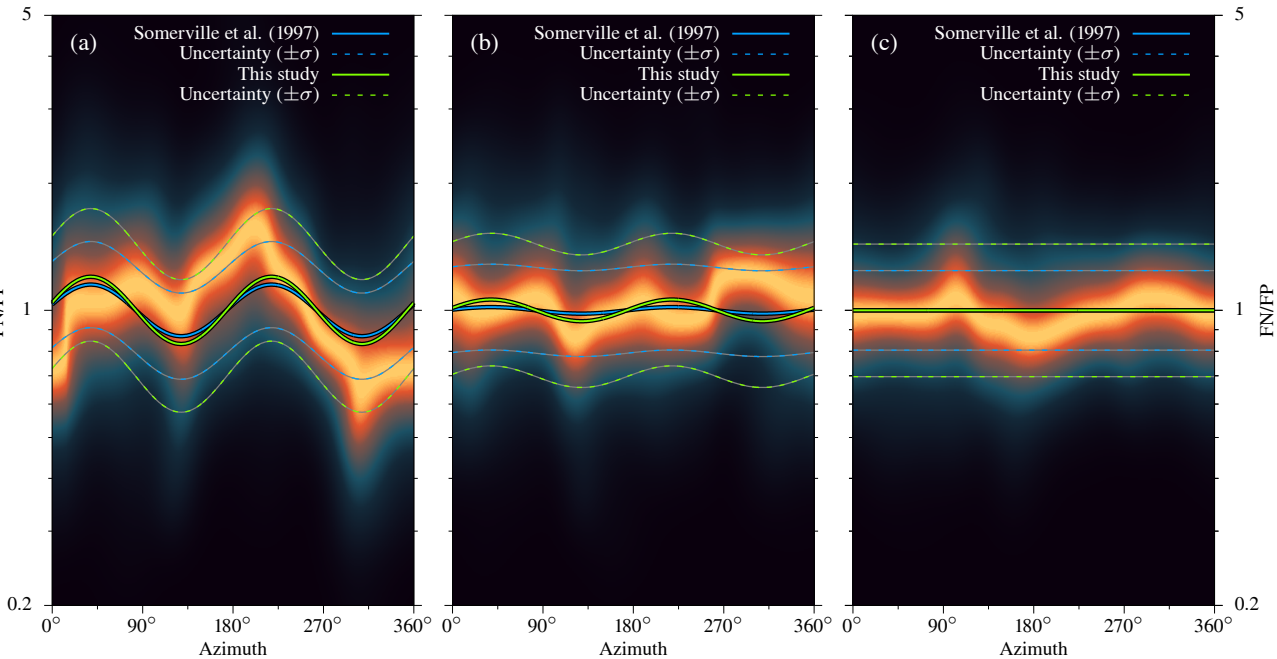 5
(a)
Somerville et al. (1997)
Uncertainty (±σ)
This study
Uncertainty (±σ)
1
0.2
0° 90° 180° 270° 360°
Azimuth
(b)
Somerville et al. (1997)
Uncertainty (±σ)
This study
Uncertainty (±σ)
0° 90° 180° 270° 360°
Azimuth
(c)
Somerville et al. (1997)
Uncertainty (±σ)
This study
Uncertainty (±σ)
0° 90° 180° 270° 360°
Azimuth
5
1
FN/FP
0.2